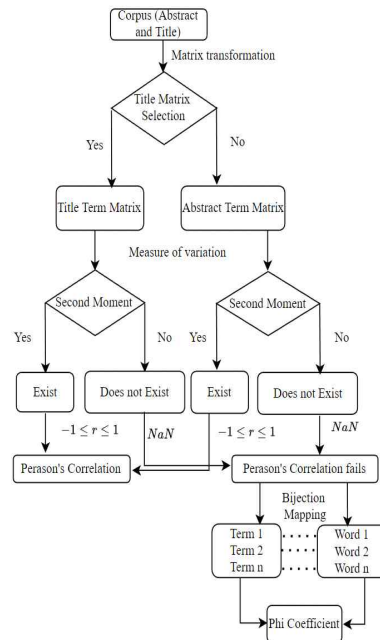 Corpus (Abstract
and Title)
Matrix transformation
Title Matrix
Selection
Yes
No
Title Term Matrix
Abstract Term Matrix
Measure of variation
Second Moment
Second Moment
Yes
No
Yes
No
Exist
Does not Exist
Exist
Does not Exist
−1 ≤ r ≤ 1
NaN
−1 ≤ r ≤ 1
NaN
Perason's Correlation
Perason's Correlation fails
Bijection
Mapping
Term 1
Term 2
Term n
Word 1
Word 2
Word n
Phi Coefficient